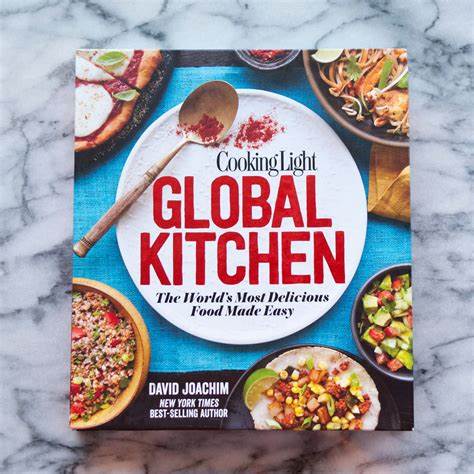 CookingLight
GLOBAL
KITCHEN
The World's Most Delicious
Food Made Easy
DAVID JOACHIM
NEW YORK TIMES
BEST-SELLING AUTHOR